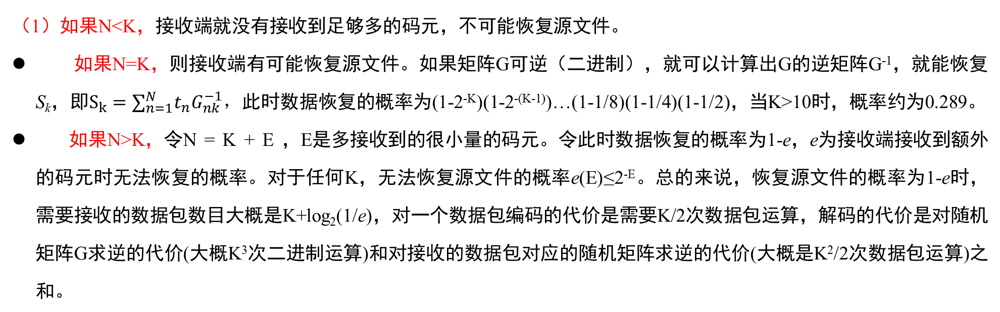 （1）如果N<K，接收端就没有接收到足够多的码元，不可能恢复源文件。
● 如果N=K，则接收端有可能恢复源文件。如果矩阵G可逆（二进制），就可以计算出G的逆矩阵G⁻¹，就能恢复
Sₖ，即Sₖ = ∑ᴺₙ₌₁ tₙG⁻¹ₙₖ，此时数据恢复的概率为(1-2^-K)(1-2^-(K-1))…(1-1/8)(1-1/4)(1-1/2)，当K>10时，概率约为0.289。
● 如果N>K，令N = K + E ，E是多接收到的很小量的码元。令此时数据恢复的概率为1-e，e为接收端接收到额外
的码元时无法恢复的概率。对于任何K，无法恢复源文件的概率e(E)≤2^-E。总的来说，恢复源文件的概率为1-e时，
需要接收的数据包数目大概是K+log₂(1/e)，对一个数据包编码的代价是需要K/2次数据包运算，解码的代价是对随机
矩阵G求逆的代价(大概K³次二进制运算)和对接收的数据包对应的随机矩阵求逆的代价(大概是K²/2次数据包运算)之
和。